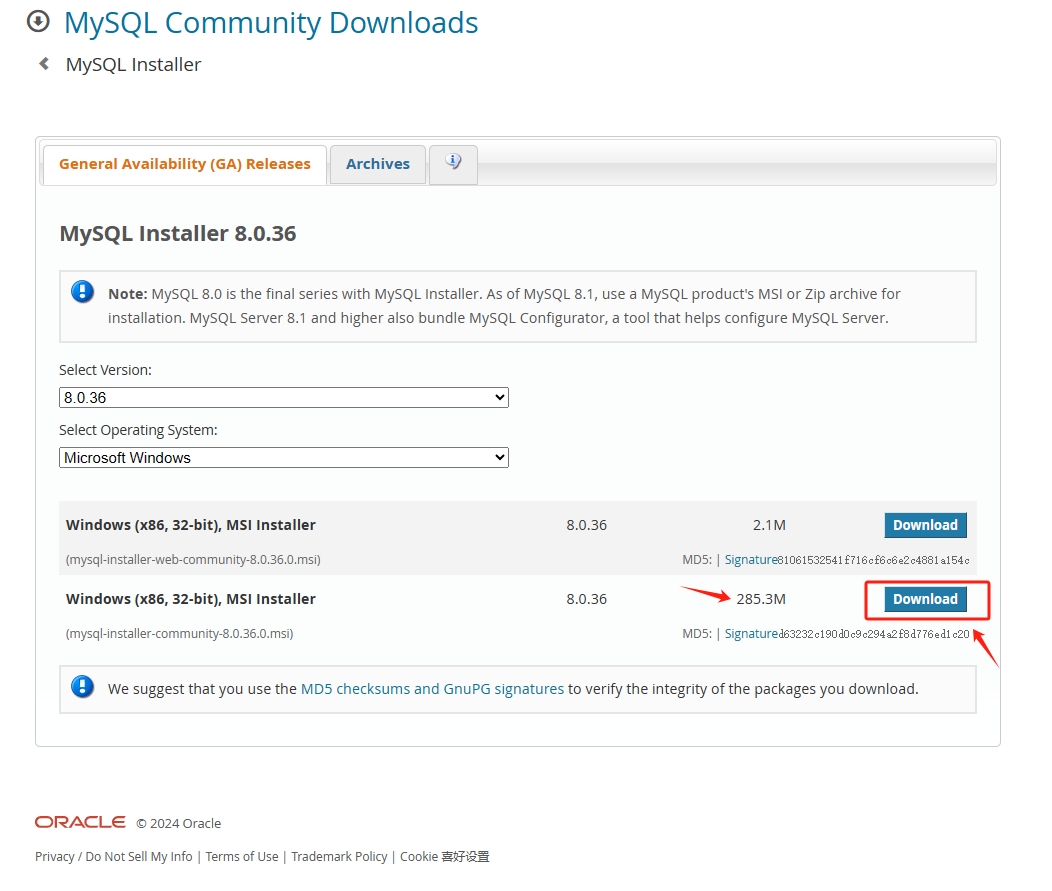 MySQL Community Downloads
MySQL Installer
General Availability (GA) Releases Archives
MySQL Installer 8.0.36
Note: MySQL 8.0 is the final series with MySQL Installer. As of MySQL 8.1, use a MySQL product's MSI or Zip archive for
installation. MySQL Server 8.1 and higher also bundle MySQL Configurator, a tool that helps configure MySQL Server.
Select Version:
8.0.36
Select Operating System:
Microsoft Windows
Windows (x86, 32-bit), MSI Installer 8.0.36 2.1M Download
(mysql-installer-web-community-8.0.36.0.msi) MD5: | Signature81061532541f716cf6c6e2c4881a154c
Windows (x86, 32-bit), MSI Installer 8.0.36 285.3M Download
(mysql-installer-community-8.0.36.0.msi) MD5: | Signatured63232c190d0c9c294a2f8d776ed1c20
We suggest that you use the MD5 checksums and GnuPG signatures to verify the integrity of the packages you download.
ORACLE © 2024 Oracle
Privacy / Do Not Sell My Info | Terms of Use | Trademark Policy | Cookie 喜好设置